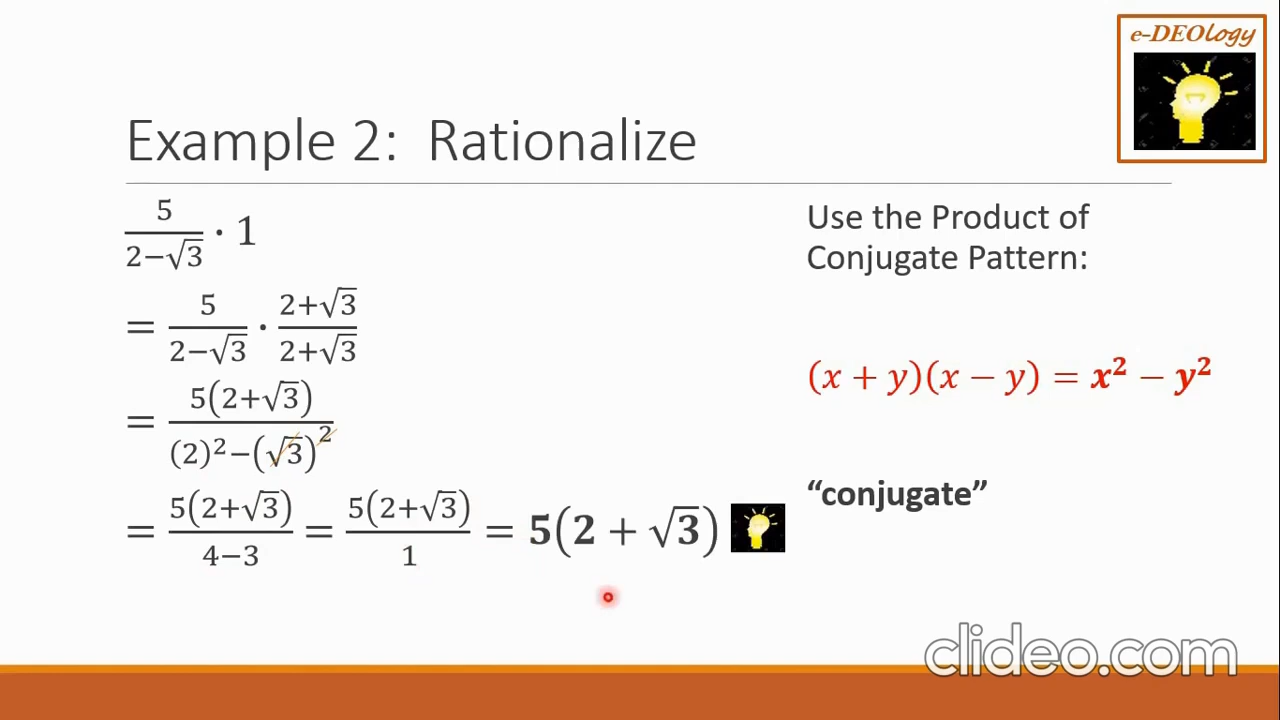 e-DEOlogy
Example 2: Rationalize
5/(2−√3) · 1
= 5/(2−√3) · (2+√3)/(2+√3)
= 5(2+√3)/((2)²−(√3)²)
= 5(2+√3)/(4−3) = 5(2+√3)/1 = 5(2 + √3)
Use the Product of
Conjugate Pattern:
(x + y)(x − y) = x² − y²
“conjugate”
clideo.com